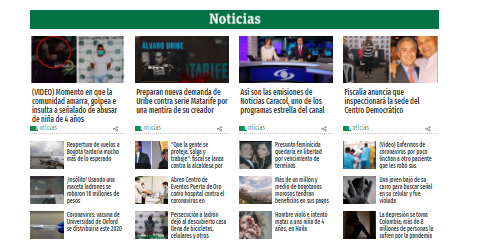 Noticias
(VIDEO) Momento en que la
comunidad amarra, golpea e
insulta a señalado de abusar
de niña de 4 años
oticias
ÁLVARO URIBE
TARIFE
Preparan nueva demanda de
Uribe contra serie Matarife por
una mentira de su creador
oticias
Así son las emisiones de
Noticias Caracol, uno de los
programas estrella del canal
oticias
Fiscalía anuncia que
inspeccionará la sede del
Centro Democrático
oticias
Reapertura de vuelos a
Bogotá tardaría mucho
más de lo esperado
"Que la gente se
proteja, salga y
trabaje": fiscal se lanza
contra la alcaldesa por
Presunto feminicida
quedaría en libertad
por vencimiento de
términos
(Video) Enfermos de
coronavirus por poco
linchan a otro paciente
que les robó sus
¡Insólito! Usando una
maceta ladrones se
robaron 16 millones de
pesos
Abren Centro de
Eventos Puerta de Oro
como hospital contra el
coronavirus en
Más de un millón y
medio de bogotanos
morosos tendrán
beneficios en sus pagos
Una joven bajó de su
carro para buscar señal
en su celular y fue
violada
Coronavirus: vacuna de
Universidad de Oxford
se distribuiría este 2020
Persecución a ladrón
dejó al descubierto casa
llena de bicicletas,
celulares y otros
Hombre violó e intentó
matar a una niña de 4
años, en Huila
La depresión se toma
Colombia; más de 8
millones de personas la
sufren por la pandemia